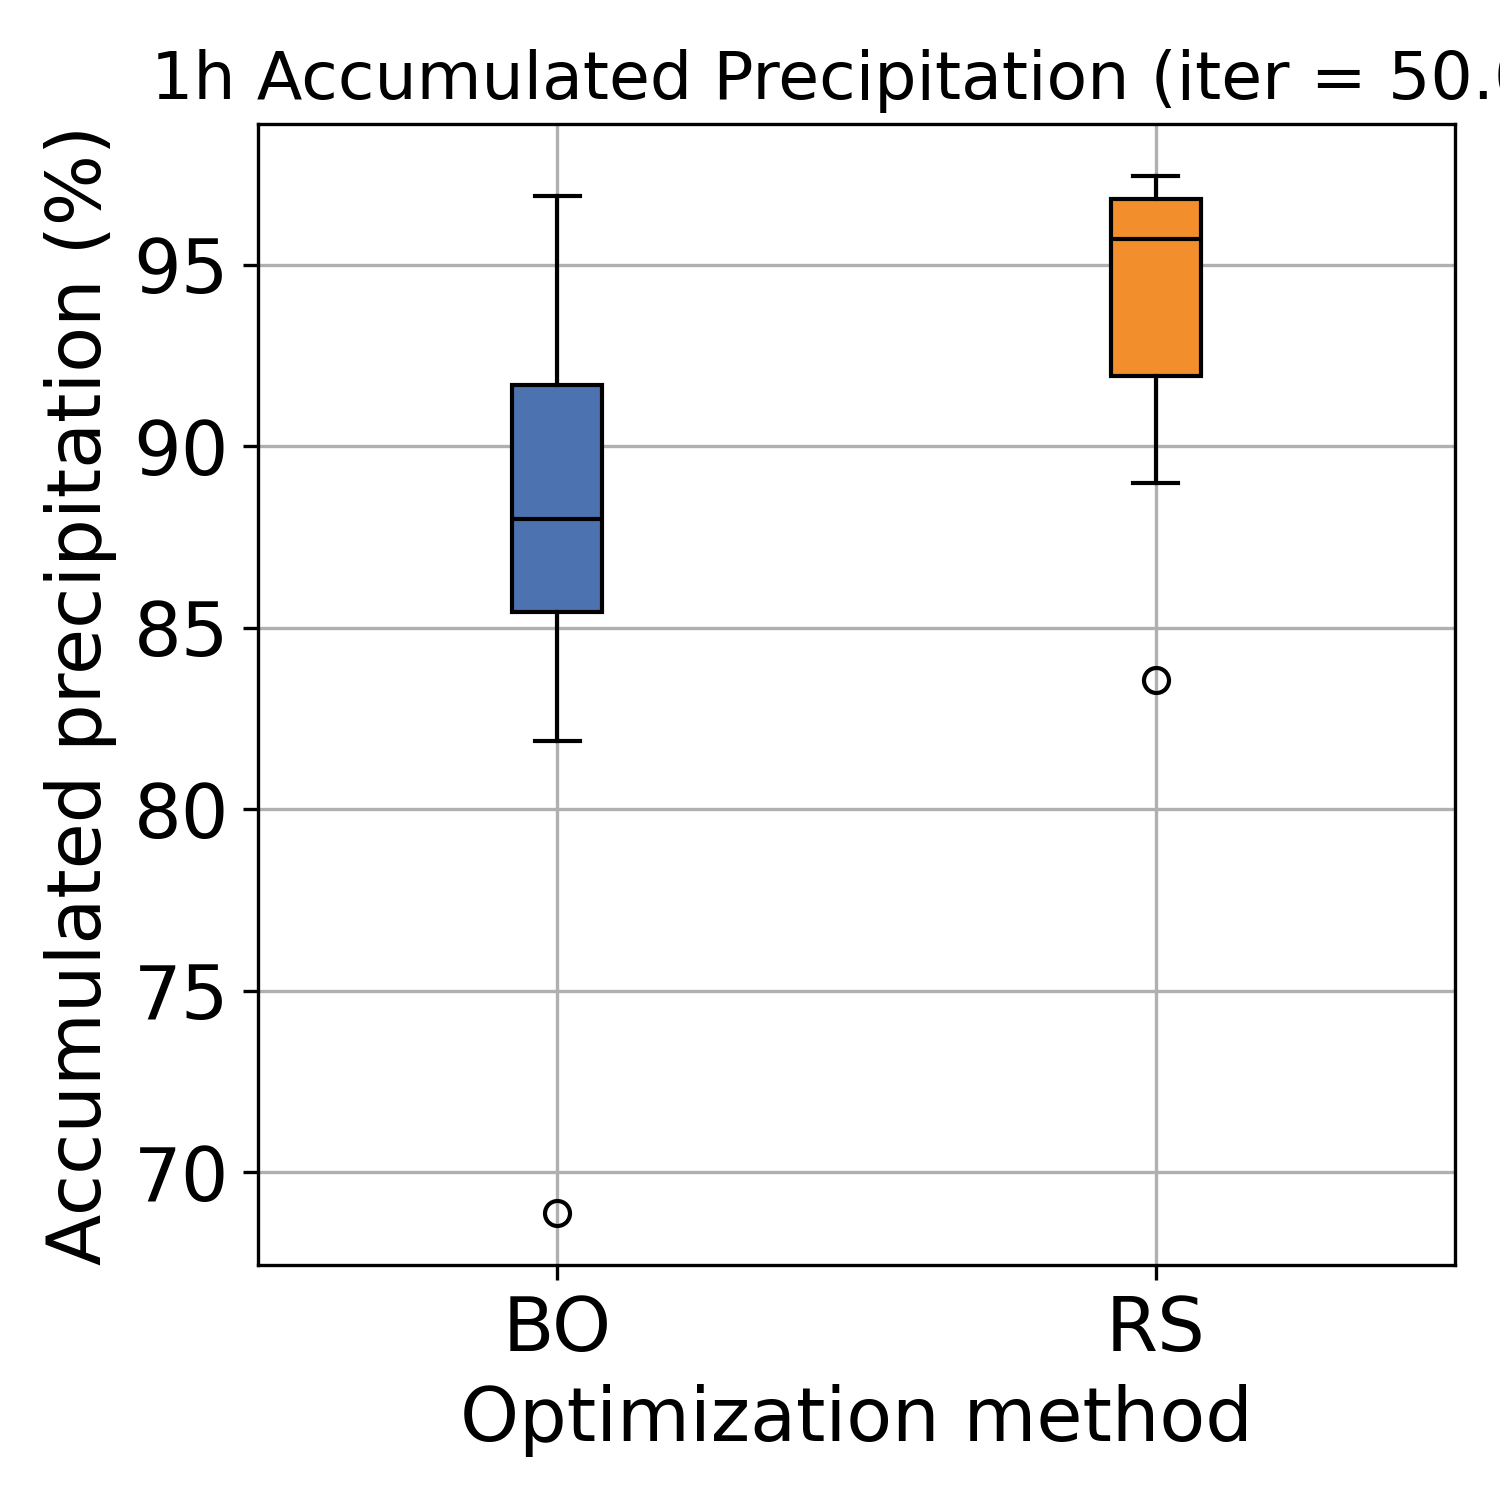 1h Accumulated Precipitation (iter = 50.
Accumulated precipitation (%)
95
90
85
80
75
70
BO RS
Optimization method